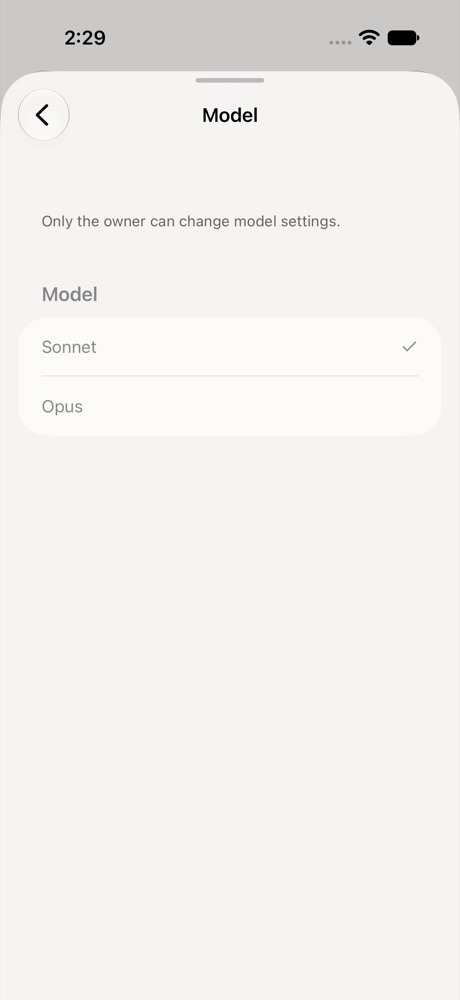 2:29
Model
Only the owner can change model settings.
Model
Sonnet
Opus